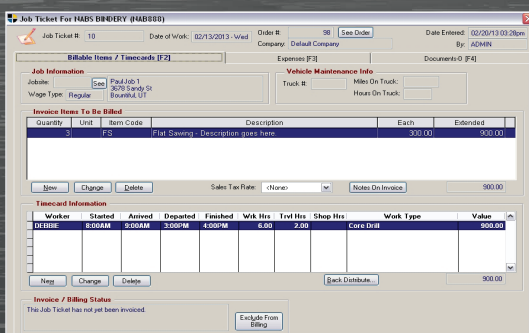 Job Ticket For NABS BINDERY (NAB888)
Job Ticket #: 10 Date of Work: 02/13/2013 - Wed Order #: 98 See Order Date Entered: 02/20/13 03:28pm
Company: Default Company By: ADMIN
Billable Items / Timecards [F2] Expenses [F3] Documents-0 [F4]
Job Information Vehicle Maintenance Info
Jobsite: See Paul Job 1 Truck #: Miles On Truck:
3678 Sandy St
Wage Type: Regular Bountiful, UT Hours On Truck:
Invoice Items To Be Billed
Quantity Unit Item Code Description Each Extended
3 FS Flat Sawing - Description goes here. 300.00 900.00
New Change Delete Sales Tax Rate: <None> Notes On Invoice 900.00
Timecard Information
Worker Started Arrived Departed Finished Wrk Hrs Trvl Hrs Shop Hrs Work Type Value
DEBBIE 8:00AM 9:00AM 3:00PM 4:00PM 6.00 2.00 Core Drill 900.00
New Change Delete Back Distribute... 900.00
Invoice / Billing Status
This Job Ticket has not yet been invoiced.
Exclude From
Billing